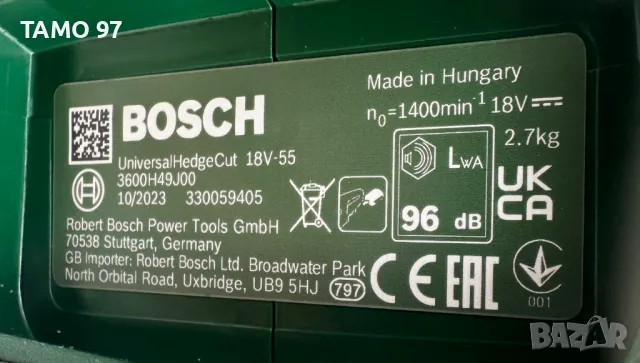 TAMO 97
BOSCH
UniversalHedgeCut 18V-55
3600H49J00
10/2023 330059405
Made in Hungary
n0=1400min-1 18V
2.7kg
LWA
96 dB
UK
CA
Robert Bosch Power Tools GmbH
70538 Stuttgart, Germany
GB Importer: Robert Bosch Ltd. Broadwater Park
North Orbital Road, Uxbridge, UB9 5HJ 797
CE EAC
001
BAZAR
bg